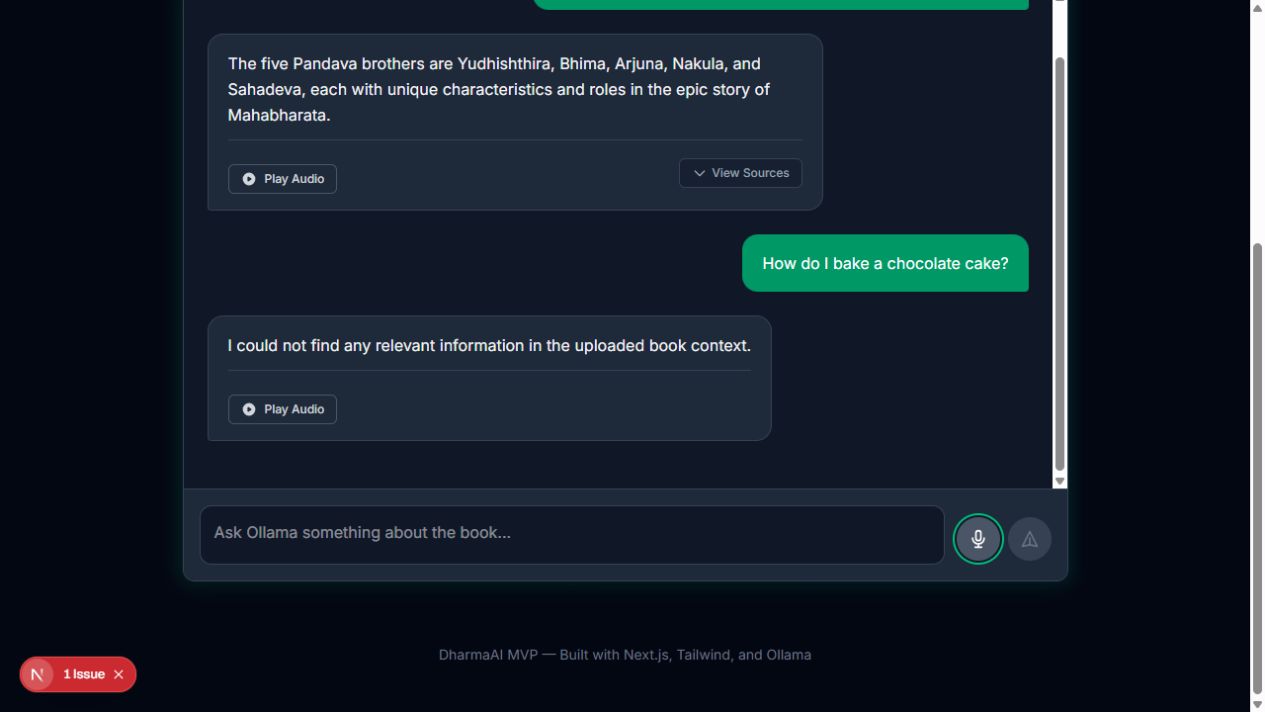 The five Pandava brothers are Yudhishthira, Bhima, Arjuna, Nakula, and
Sahadeva, each with unique characteristics and roles in the epic story of
Mahabharata.
Play Audio
View Sources
How do I bake a chocolate cake?
I could not find any relevant information in the uploaded book context.
Play Audio
Ask Ollama something about the book...
DharmaAI MVP — Built with Next.js, Tailwind, and Ollama
N 1 Issue